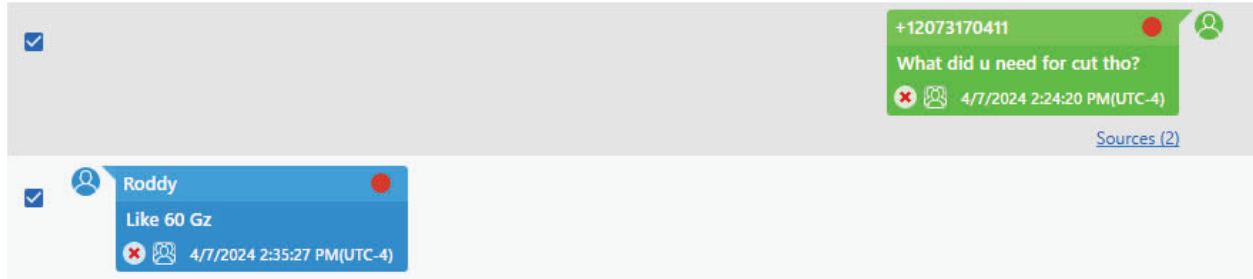 +12073170411
What did u need for cut tho?
4/7/2024 2:24:20 PM(UTC-4)
Sources (2)
Roddy
Like 60 Gz
4/7/2024 2:35:27 PM(UTC-4)